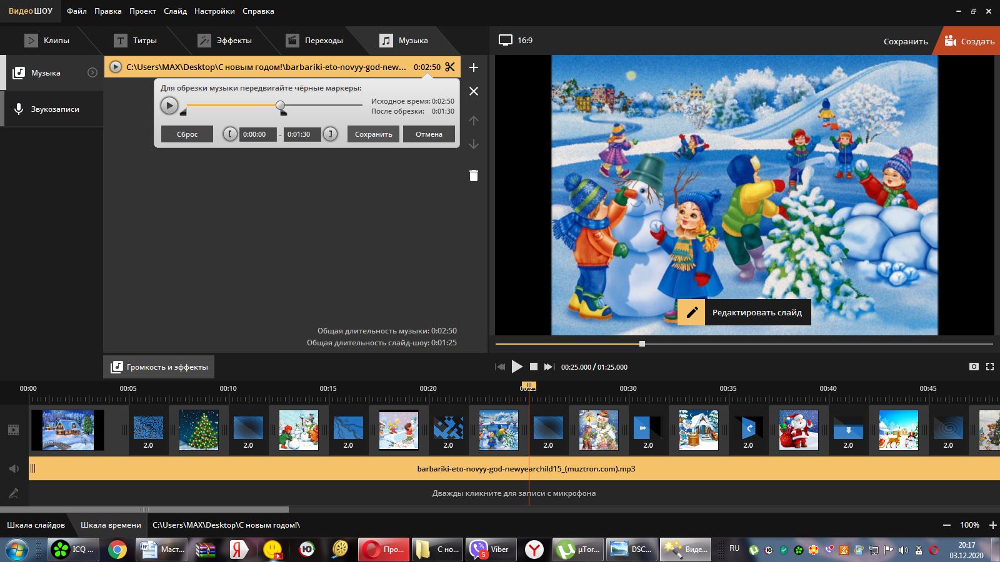 ВидеоШОУ Файл Правка Проект Слайд Настройки Справка
Клипы Титры Эффекты Переходы Музыка
16:9 Сохранить Создать
Музыка
Звукозаписи
C:\Users\MAX\Desktop\С новым годом!\barbariki-eto-novyy-god-new... 0:02:50
Для обрезки музыки передвигайте чёрные маркеры:
Исходное время: 0:02:50
После обрезки: 0:01:30
Сброс 0:00:00 - 0:01:30 Сохранить Отмена
Редактировать слайд
Общая длительность музыки: 0:02:50
Общая длительность слайд-шоу: 0:01:25
Громкость и эффекты
00:25.000 / 01:25.000
00:00 00:05 00:10 00:15 00:20 00:25 00:30 00:35 00:40 00:45
2.0 2.0 2.0 2.0 2.0 2.0 2.0 2.0 2.0
barbariki-eto-novyy-god-newyearchild15_(muztron.com).mp3
Дважды кликните для записи с микрофона
Шкала слайдов Шкала времени C:\Users\MAX\Desktop\С новым годом!\ 100%
ICQ ... Маст... Про... С но... Viber 5 µTor... DSC... Виде... RU 20:17
03.12.2020